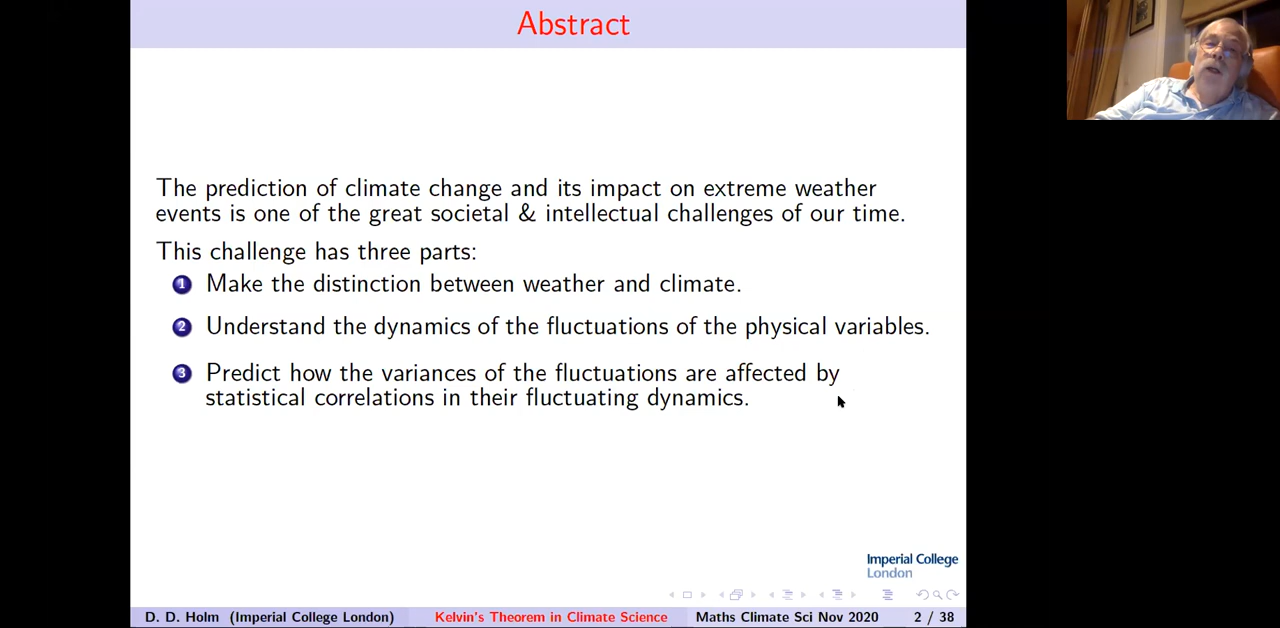 Abstract
The prediction of climate change and its impact on extreme weather
events is one of the great societal & intellectual challenges of our time.
This challenge has three parts:
1 Make the distinction between weather and climate.
2 Understand the dynamics of the fluctuations of the physical variables.
3 Predict how the variances of the fluctuations are affected by
statistical correlations in their fluctuating dynamics.
Imperial College
London
D. D. Holm (Imperial College London) Kelvin's Theorem in Climate Science Maths Climate Sci Nov 2020 2 / 38